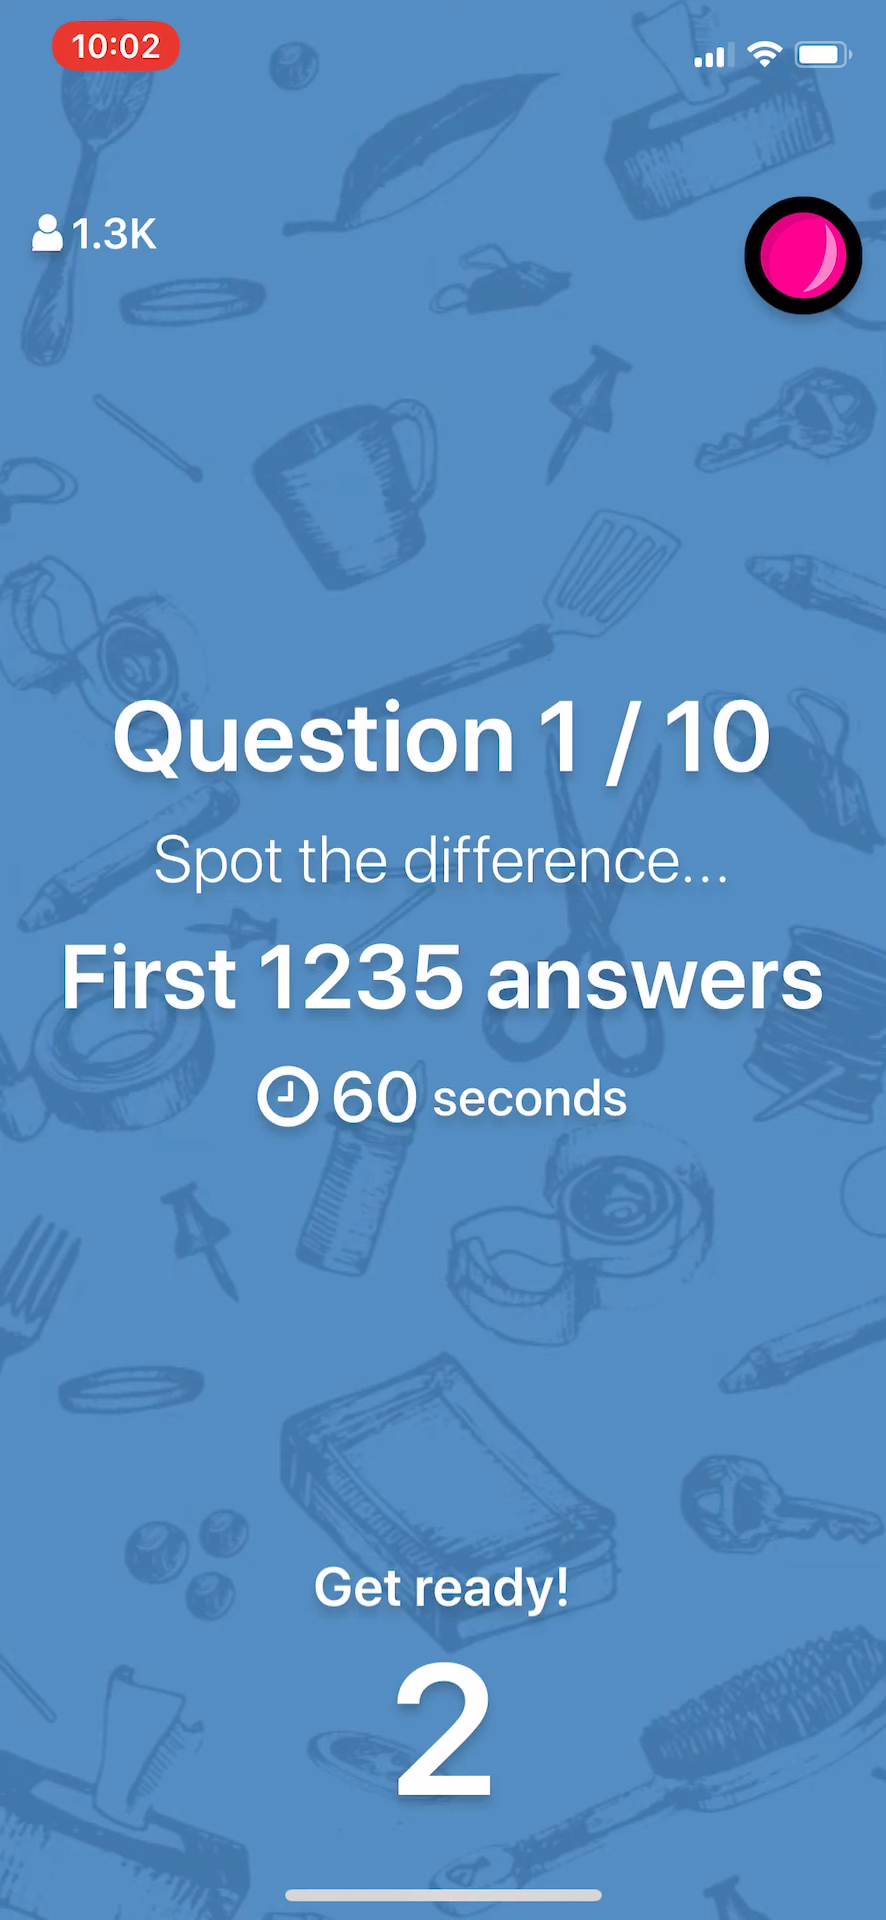 10:02
1.3K
Question 1 / 10
Spot the difference...
First 1235 answers
60 seconds
Get ready!
2